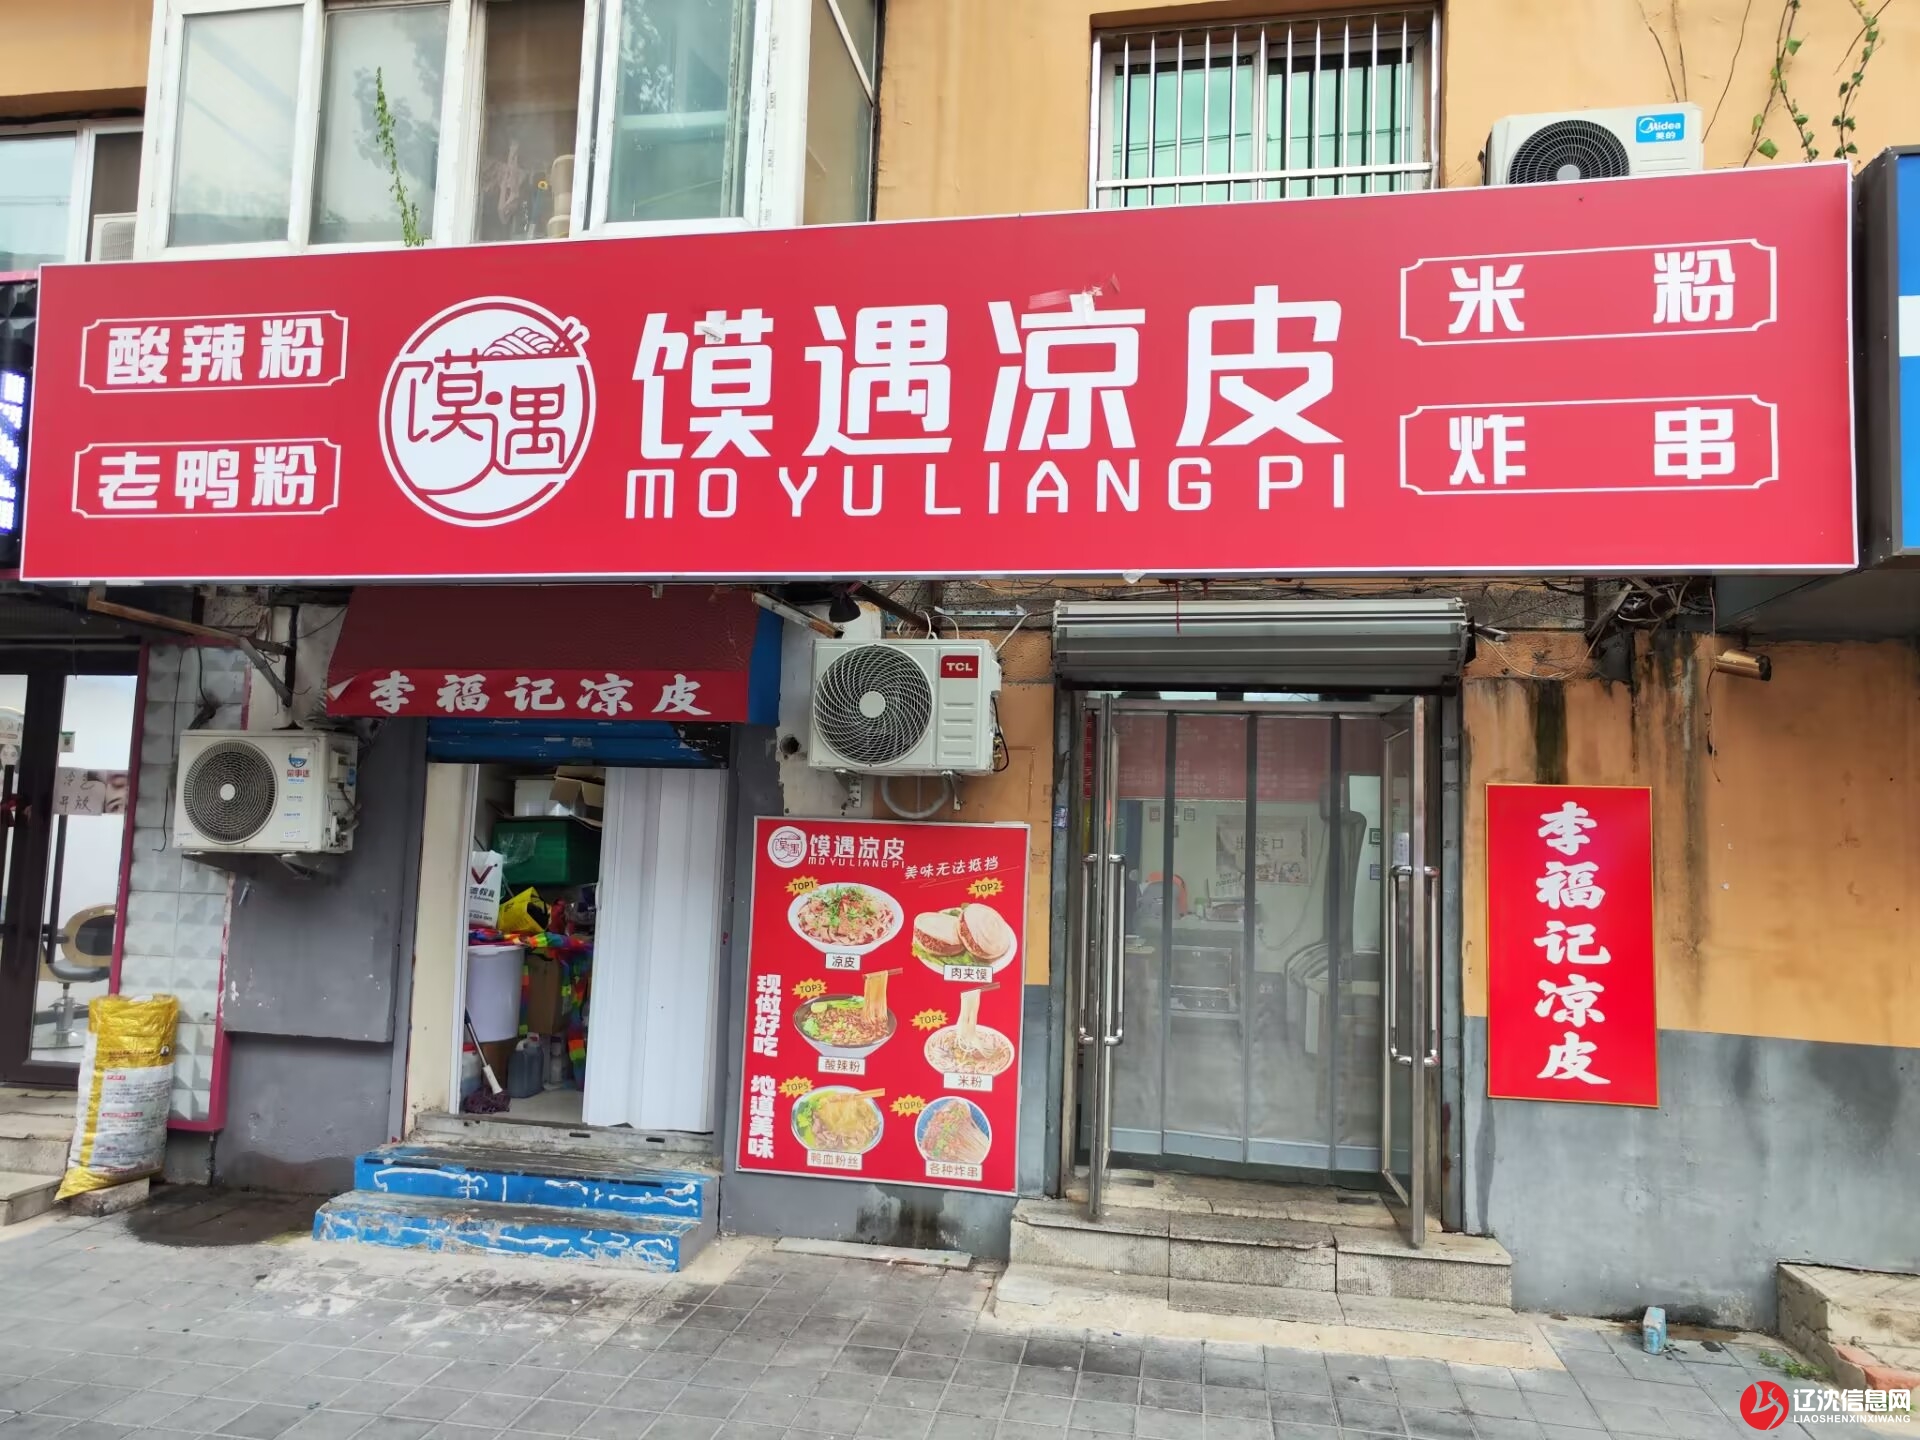 Midea
美的
酸辣粉
老鸭粉
馍遇
馍遇凉皮
MO YU LIANG PI
米粉
炸串
李福记凉皮
TCL
馍遇
馍遇凉皮
MO YU LIANG PI
美味无法抵挡
TOP1
凉皮
TOP2
肉夹馍
TOP3
酸辣粉
TOP4
米粉
TOP5
鸭血粉丝
TOP6
各种炸串
现做好吃
地道美味
李福记凉皮
辽沈信息网
LIAOSHENXINXIWANG